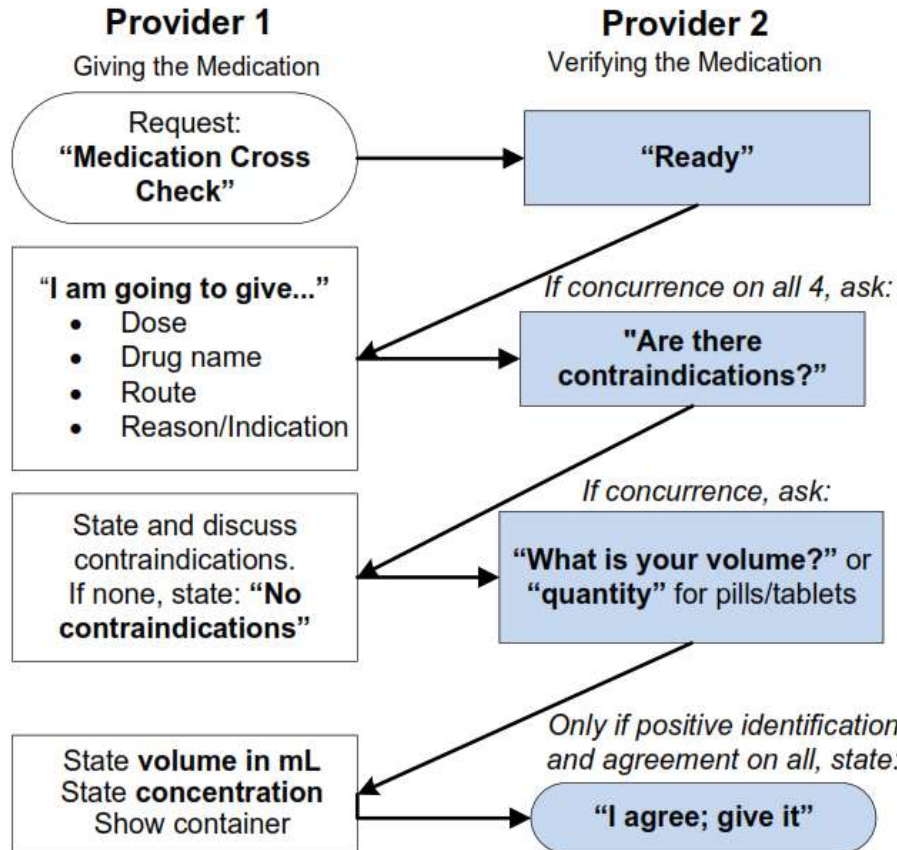 Provider 1
Giving the Medication
Provider 2
Verifying the Medication
Request:
“Medication Cross
Check”
“Ready”
“I am going to give...”
• Dose
• Drug name
• Route
• Reason/Indication
If concurrence on all 4, ask:
"Are there
contraindications?”
State and discuss
contraindications.
If none, state: “No
contraindications”
If concurrence, ask:
“What is your volume?” or
“quantity” for pills/tablets
State volume in mL
State concentration
Show container
Only if positive identification
and agreement on all, state:
“I agree; give it”